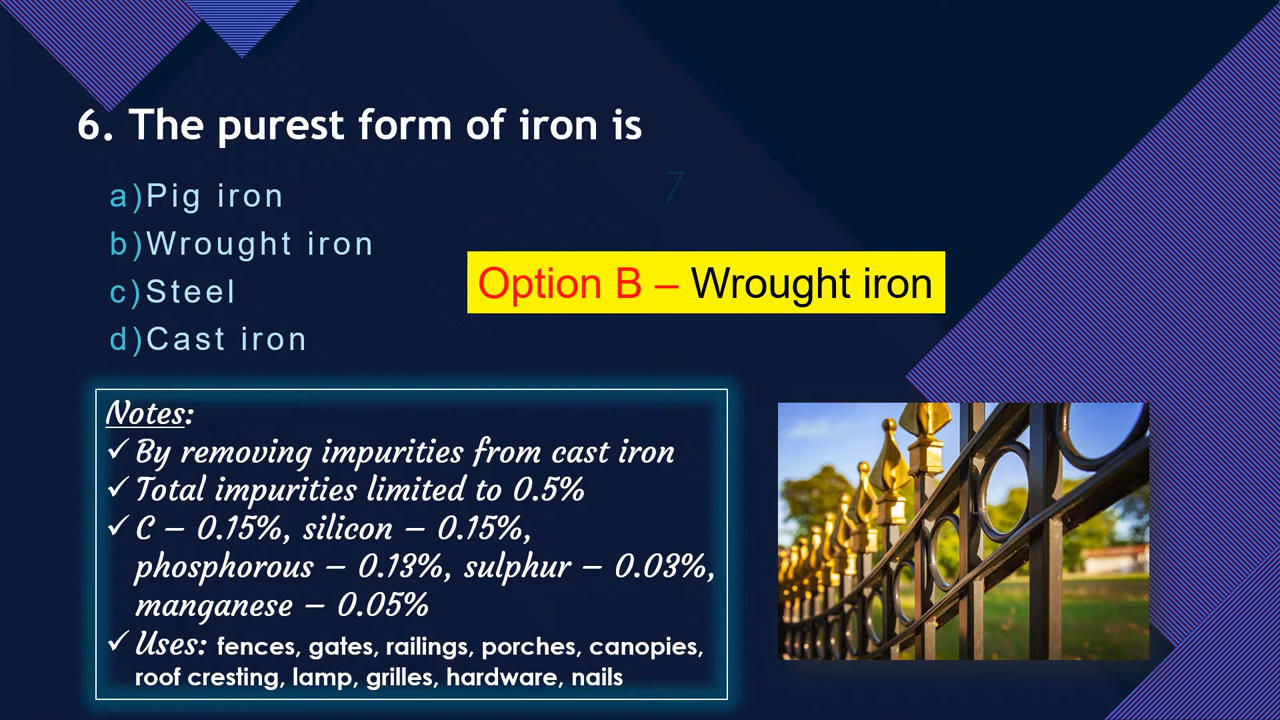 6. The purest form of iron is
7
a)Pig iron
b)Wrought iron
c)Steel
d)Cast iron
Option B – Wrought iron
Notes:
✓ By removing impurities from cast iron
✓ Total impurities limited to 0.5%
✓ C – 0.15%, silicon – 0.15%,
phosphorous – 0.13%, sulphur – 0.03%,
manganese – 0.05%
✓ Uses: fences, gates, railings, porches, canopies,
roof cresting, lamp, grilles, hardware, nails